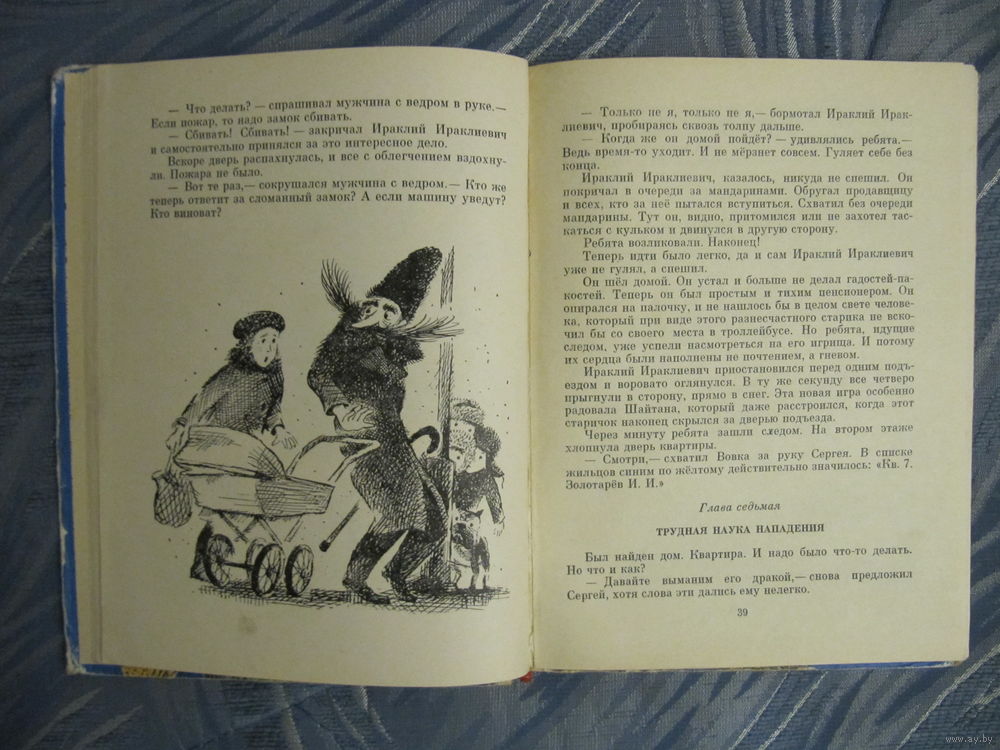 — Что делать? — спрашивал мужчина с ведром в руке.—
Если пожар, то надо замок сбивать.
— Сбивать! Сбивать! — закричал Ираклий Ираклиевич
и самостоятельно принялся за это интересное дело.
Вскоре дверь распахнулась, и все с облегчением вздохну-
ли. Пожара не было.
— Вот те раз,— сокрушался мужчина с ведром.— Кто же
теперь ответит за сломанный замок? А если машину уведут?
Кто виноват?
— Только не я, только не я,— бормотал Ираклий Ирак-
лиевич, пробираясь сквозь толпу дальше.
— Когда же он домой пойдёт? — удивлялись ребята.—
Ведь время-то уходит. И не мёрзнет совсем. Гуляет себе без
конца.
Ираклий Ираклиевич, казалось, никуда не спешил. Он
покричал в очереди за мандаринами. Обругал продавщицу
и всех, кто за неё пытался вступиться. Схватил без очереди
мандарины. Тут он, видно, притомился или не захотел тас-
каться с кульком и двинулся в другую сторону.
Ребята возликовали. Наконец!
Теперь идти было легко, да и сам Ираклий Ираклиевич
уже не гулял, а спешил.
Он шёл домой. Он устал и больше не делал гадостей-па-
костей. Теперь он был простым и тихим пенсионером. Он
опирался на палочку, и не нашлось бы в целом свете челове-
ка, который при виде этого разнесчастного старика не вско-
чил бы со своего места в троллейбусе. Но ребята, идущие
следом, уже успели насмотреться на его игрища. И потому
их сердца были наполнены не почтением, а гневом.
Ираклий Ираклиевич приостановился перед одним подъ-
ездом и воровато оглянулся. В ту же секунду все четверо
прыгнули в сторону, прямо в снег. Эта новая игра особенно
радовала Шайтана, который даже расстроился, когда этот
старичок наконец скрылся за дверью подъезда.
Через минуту ребята зашли следом. На втором этаже
хлопнула дверь квартиры.
— Смотри,— схватил Вовка за руку Сергея. В списке
жильцов синим по жёлтому действительно значилось: «Кв. 7.
Золотарёв И. И.»
Глава седьмая
ТРУДНАЯ НАУКА НАПАДЕНИЯ
Был найден дом. Квартира. И надо было что-то делать.
Но что и как?
— Давайте выманим его дракой,— снова предложил
Сергей, хотя слова эти дались ему нелегко.
39
www.ay.by